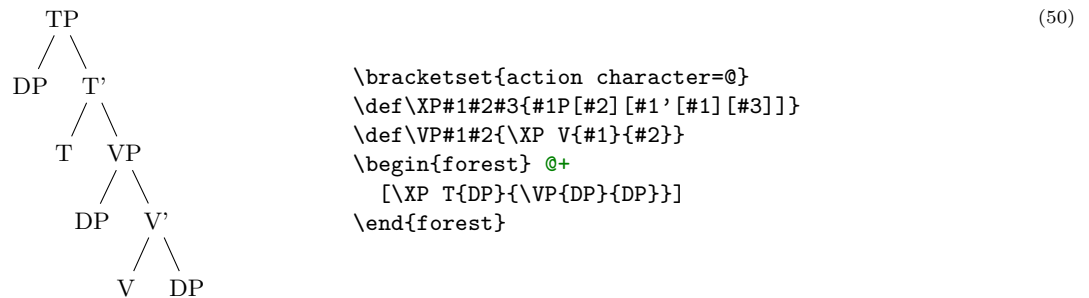 TP
DP T'
T VP
DP V'
V DP
(50)
\bracketset{action character=@}
\def\XP#1#2#3{#1P[#2][#1'[#1][#3]]}
\def\VP#1#2{\XP V{#1}{#2}}
\begin{forest} @+
[\XP T{DP}{\VP{DP}{DP}}]
\end{forest}